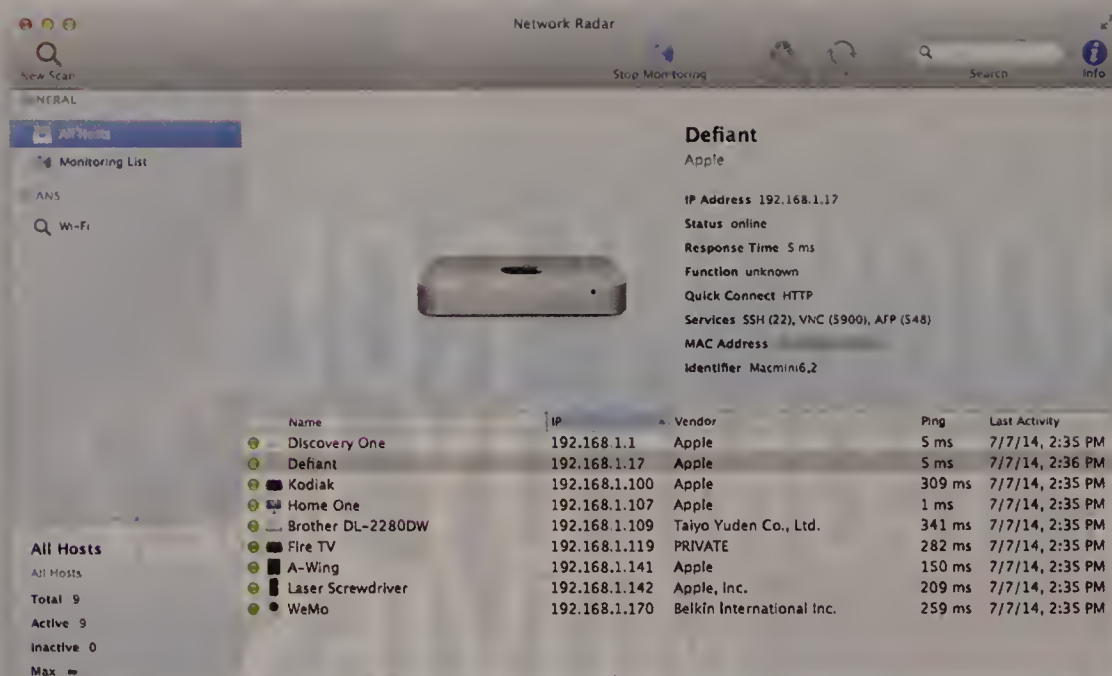 Network Radar
New Scan
Stop Monitoring
Search
Info
NERAL
All Hosts
Monitoring List
ANS
Wi-Fi
Defiant
Apple
IP Address 192.168.1.17
Status online
Response Time 5 ms
Function unknown
Quick Connect HTTP
Services SSH (22), VNC (5900), AFP (548)
MAC Address
Identifier Macmini6,2
Name IP Vendor Ping Last Activity
Discovery One 192.168.1.1 Apple 5 ms 7/7/14, 2:35 PM
Defiant 192.168.1.17 Apple 5 ms 7/7/14, 2:36 PM
Kodiak 192.168.1.100 Apple 309 ms 7/7/14, 2:35 PM
Home One 192.168.1.107 Apple 1 ms 7/7/14, 2:35 PM
Brother DL-2280DW 192.168.1.109 Taiyo Yuden Co., Ltd. 341 ms 7/7/14, 2:35 PM
Fire TV 192.168.1.119 PRIVATE 282 ms 7/7/14, 2:35 PM
A-Wing 192.168.1.141 Apple 150 ms 7/7/14, 2:35 PM
Laser Screwdriver 192.168.1.142 Apple, Inc. 209 ms 7/7/14, 2:35 PM
WeMo 192.168.1.170 Belkin International Inc. 259 ms 7/7/14, 2:35 PM
All Hosts
All Hosts
Total 9
Active 9
Inactive 0
Max ∞